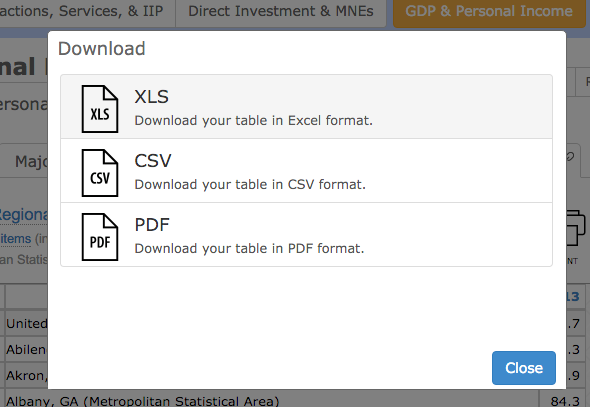 actions, Services, & IIP
Direct Investment & MNEs
GDP & Personal Income
Download
XLS
XLS
Download your table in Excel format.
CSV
CSV
Download your table in CSV format.
PDF
PDF
Download your table in PDF format.
Close
nal
ersona
Majo
Regiona
items (in
an Statis
NT
13
United
.7
Abilen
.3
Akron,
.9
Albany, GA (Metropolitan Statistical Area)
84.3